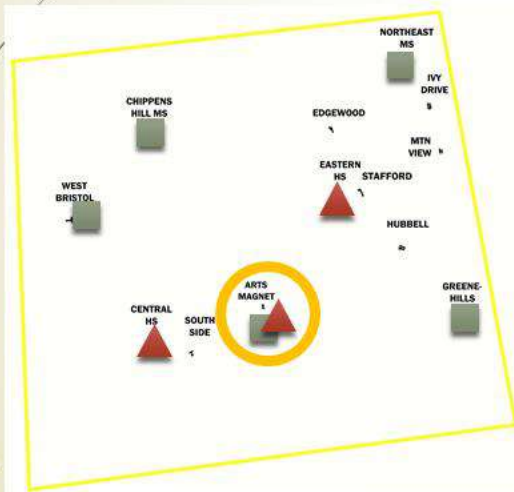 NORTHEAST
MS
IVY
DRIVE
CHIPPENS
HILL MS
EDGEWOOD
MTN
VIEW
EASTERN
HS
STAFFORD
WEST
BRISTOL
HUBBELL
ARTS
MAGNET
GREENE-
HILLS
CENTRAL
HS
SOUTH
SIDE